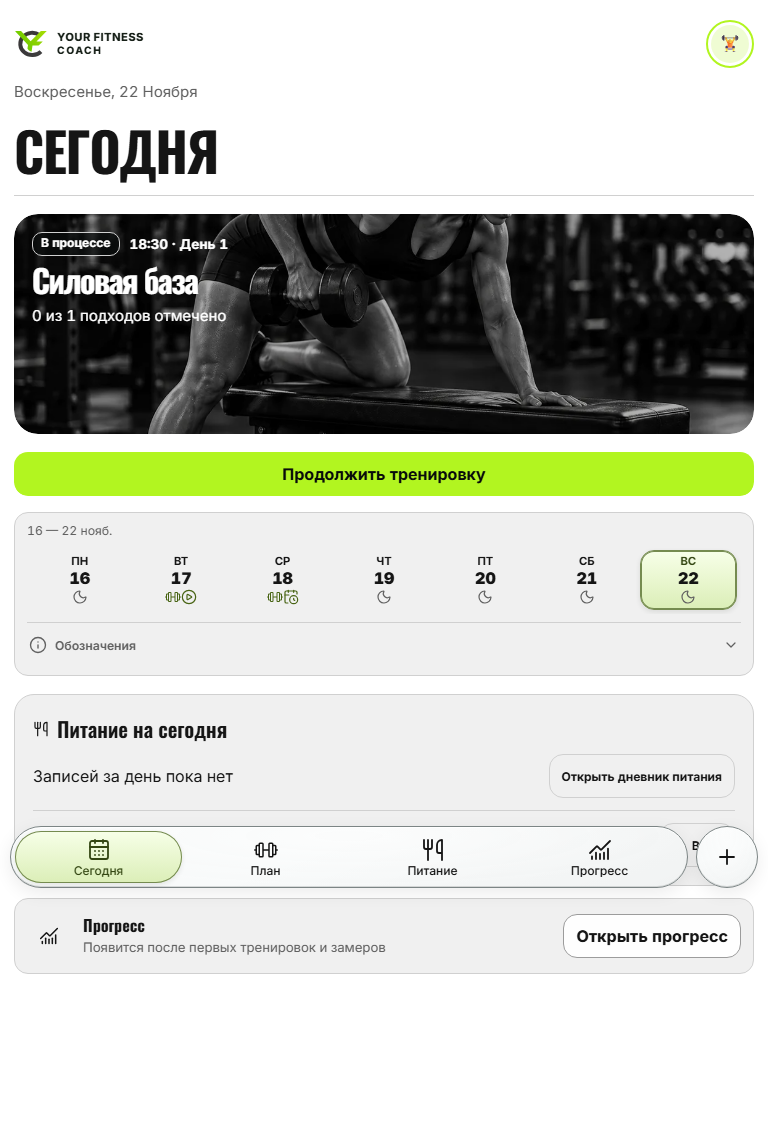 YOUR FITNESS
COACH
Воскресенье, 22 Ноября
СЕГОДНЯ
В процессе 18:30 · День 1
Силовая база
0 из 1 подходов отмечено
Продолжить тренировку
16 — 22 нояб.
ПН ВТ СР ЧТ ПТ СБ ВС
16 17 18 19 20 21 22
Обозначения
Питание на сегодня
Записей за день пока нет Открыть дневник питания
Сегодня План Питание Прогресс
Прогресс
Появится после первых тренировок и замеров
Открыть прогресс